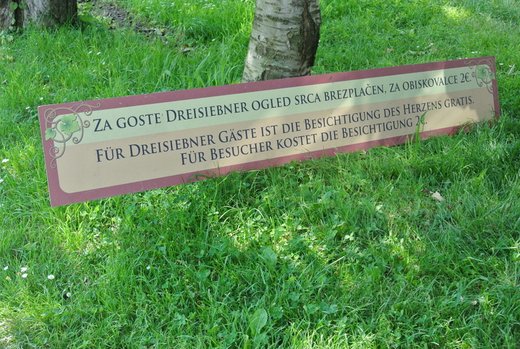 ZA GOSTE DREISIEBNER OGLED SRCA BREZPLAČEN, ZA OBISKOVALCE 2€.
FÜR DREISIEBNER GÄSTE IST DIE BESICHTIGUNG DES HERZENS GRATIS.
FÜR BESUCHER KOSTET DIE BESICHTIGUNG 2€.